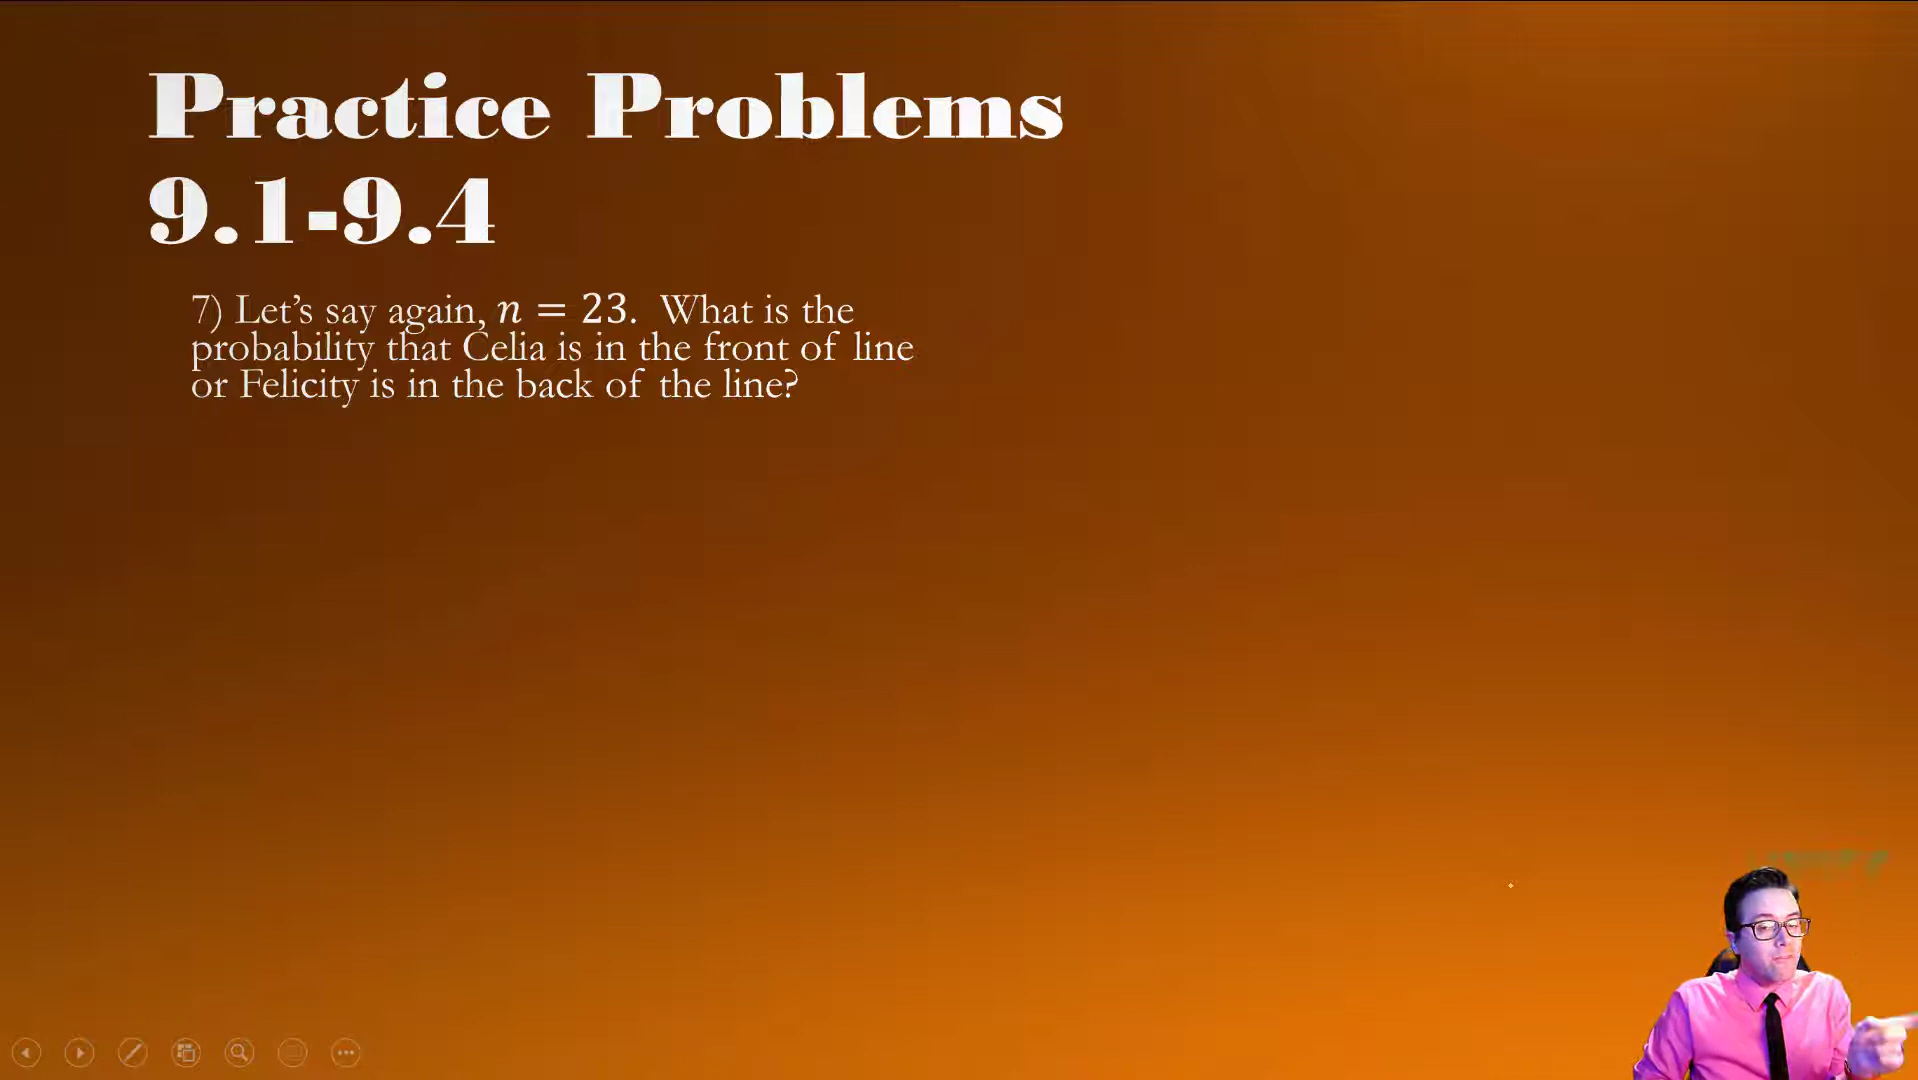 Practice Problems
9.1-9.4
7) Let’s say again, n = 23. What is the
probability that Celia is in the front of line
or Felicity is in the back of the line?